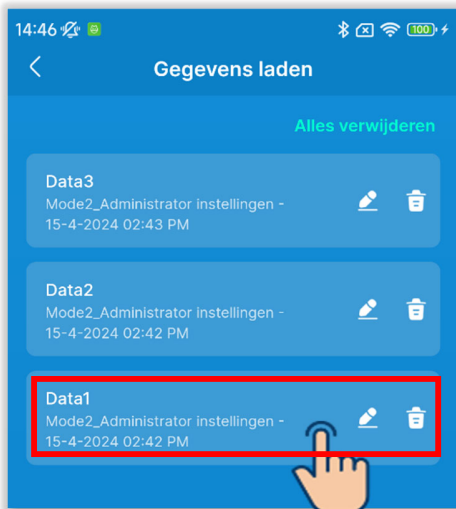 14:46
100
Gegevens laden
Alles verwijderen
Data3
Mode2_Administrator instellingen -
15-4-2024 02:43 PM
Data2
Mode2_Administrator instellingen -
15-4-2024 02:42 PM
Data1
Mode2_Administrator instellingen -
15-4-2024 02:42 PM